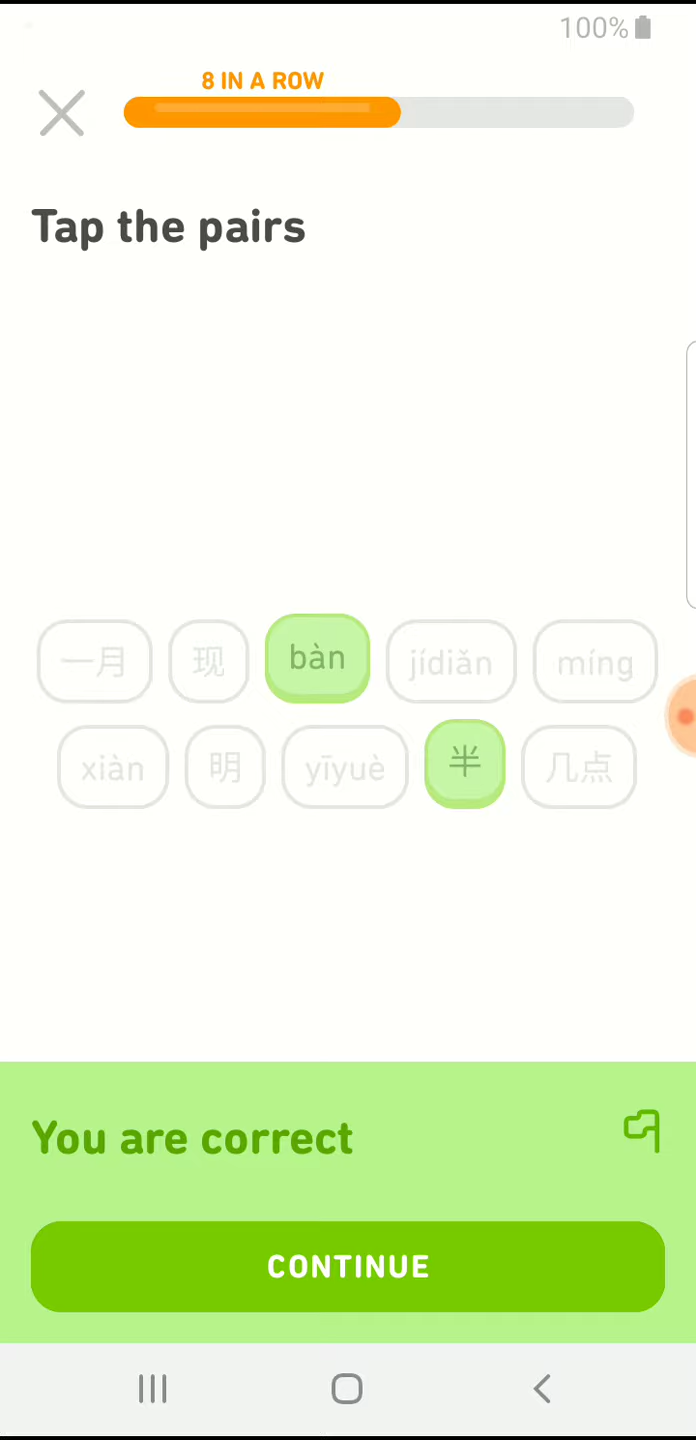 100%
8 IN A ROW
Tap the pairs
一月 现 bàn jídiǎn míng
xiàn 明 yīyuè 半 几点
You are correct
CONTINUE